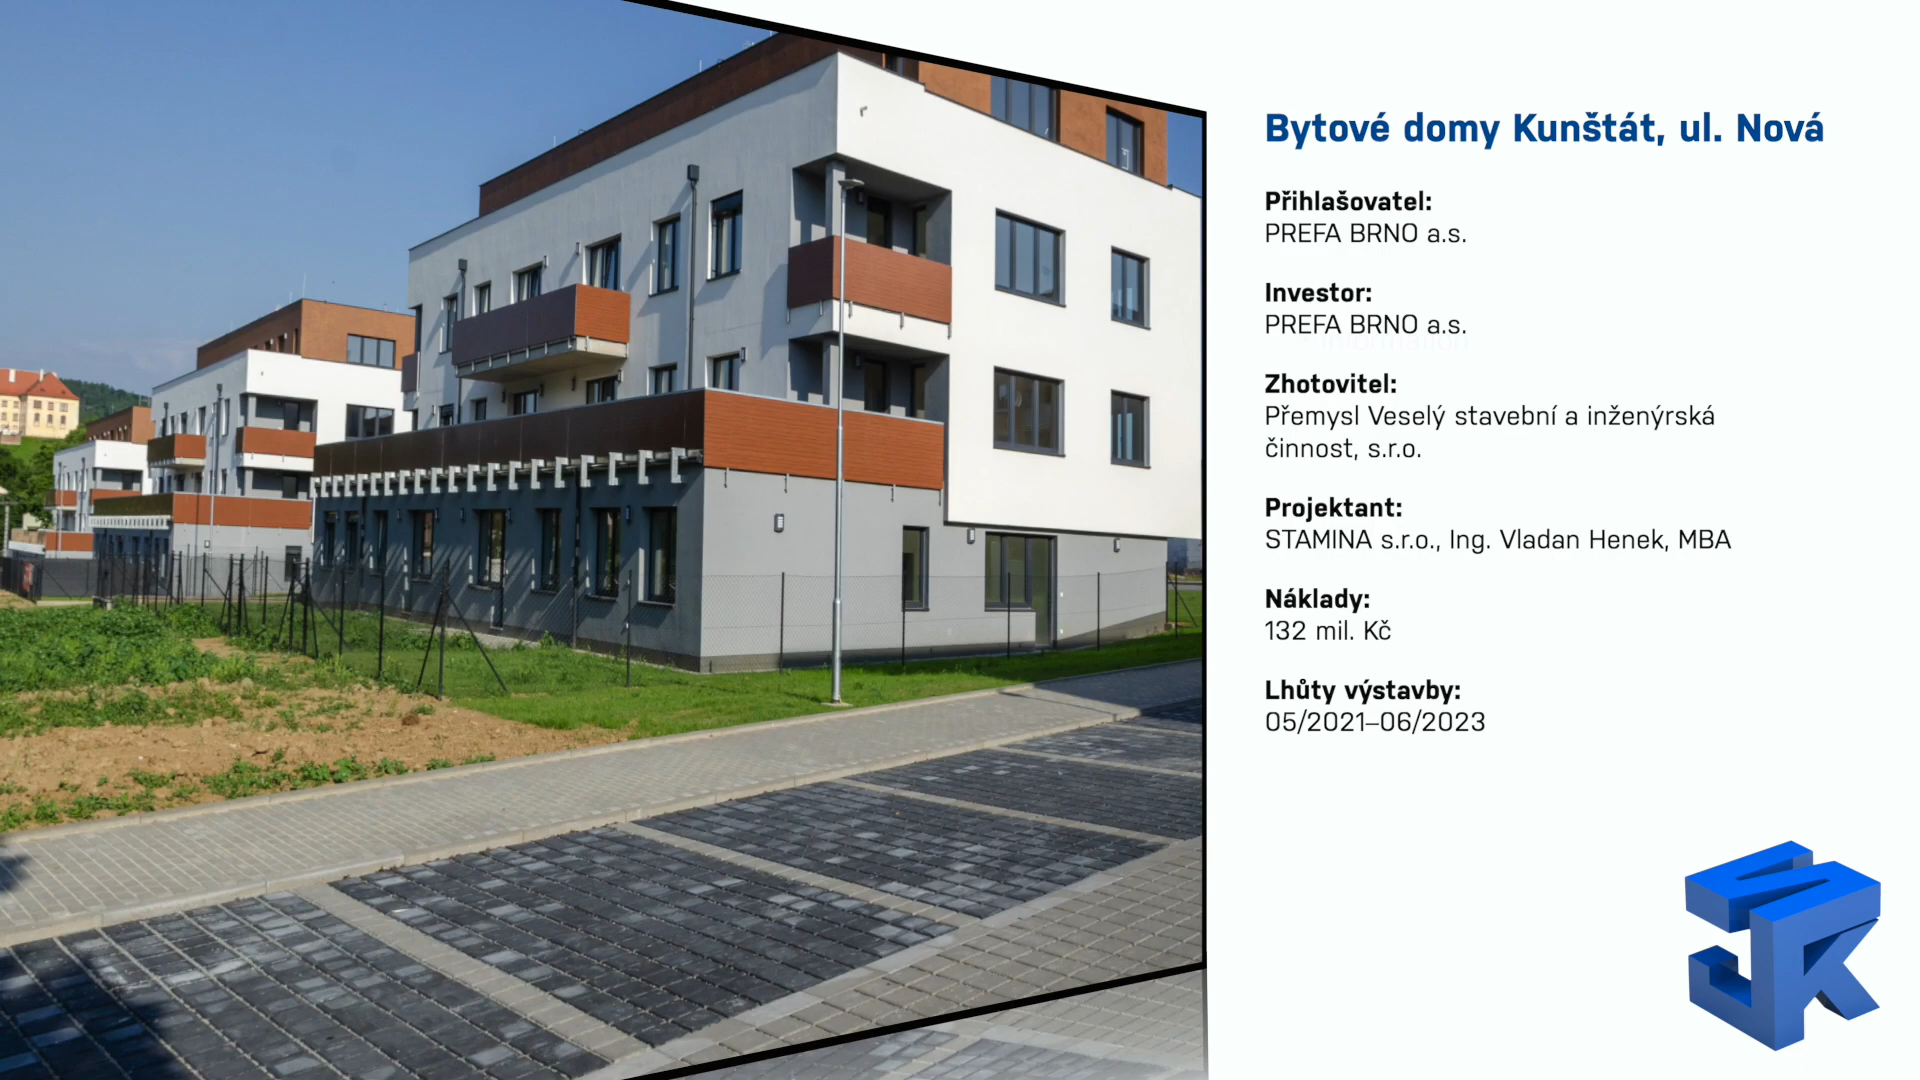 Bytové domy Kunštát, ul. Nová
Přihlašovatel:
PREFA BRNO a.s.
Investor:
PREFA BRNO a.s.
Zhotovitel:
Přemysl Veselý stavební a inženýrská
činnost, s.r.o.
Projektant:
STAMINA s.r.o., Ing. Vladan Henek, MBA
Náklady:
132 mil. Kč
Lhůty výstavby:
05/2021–06/2023